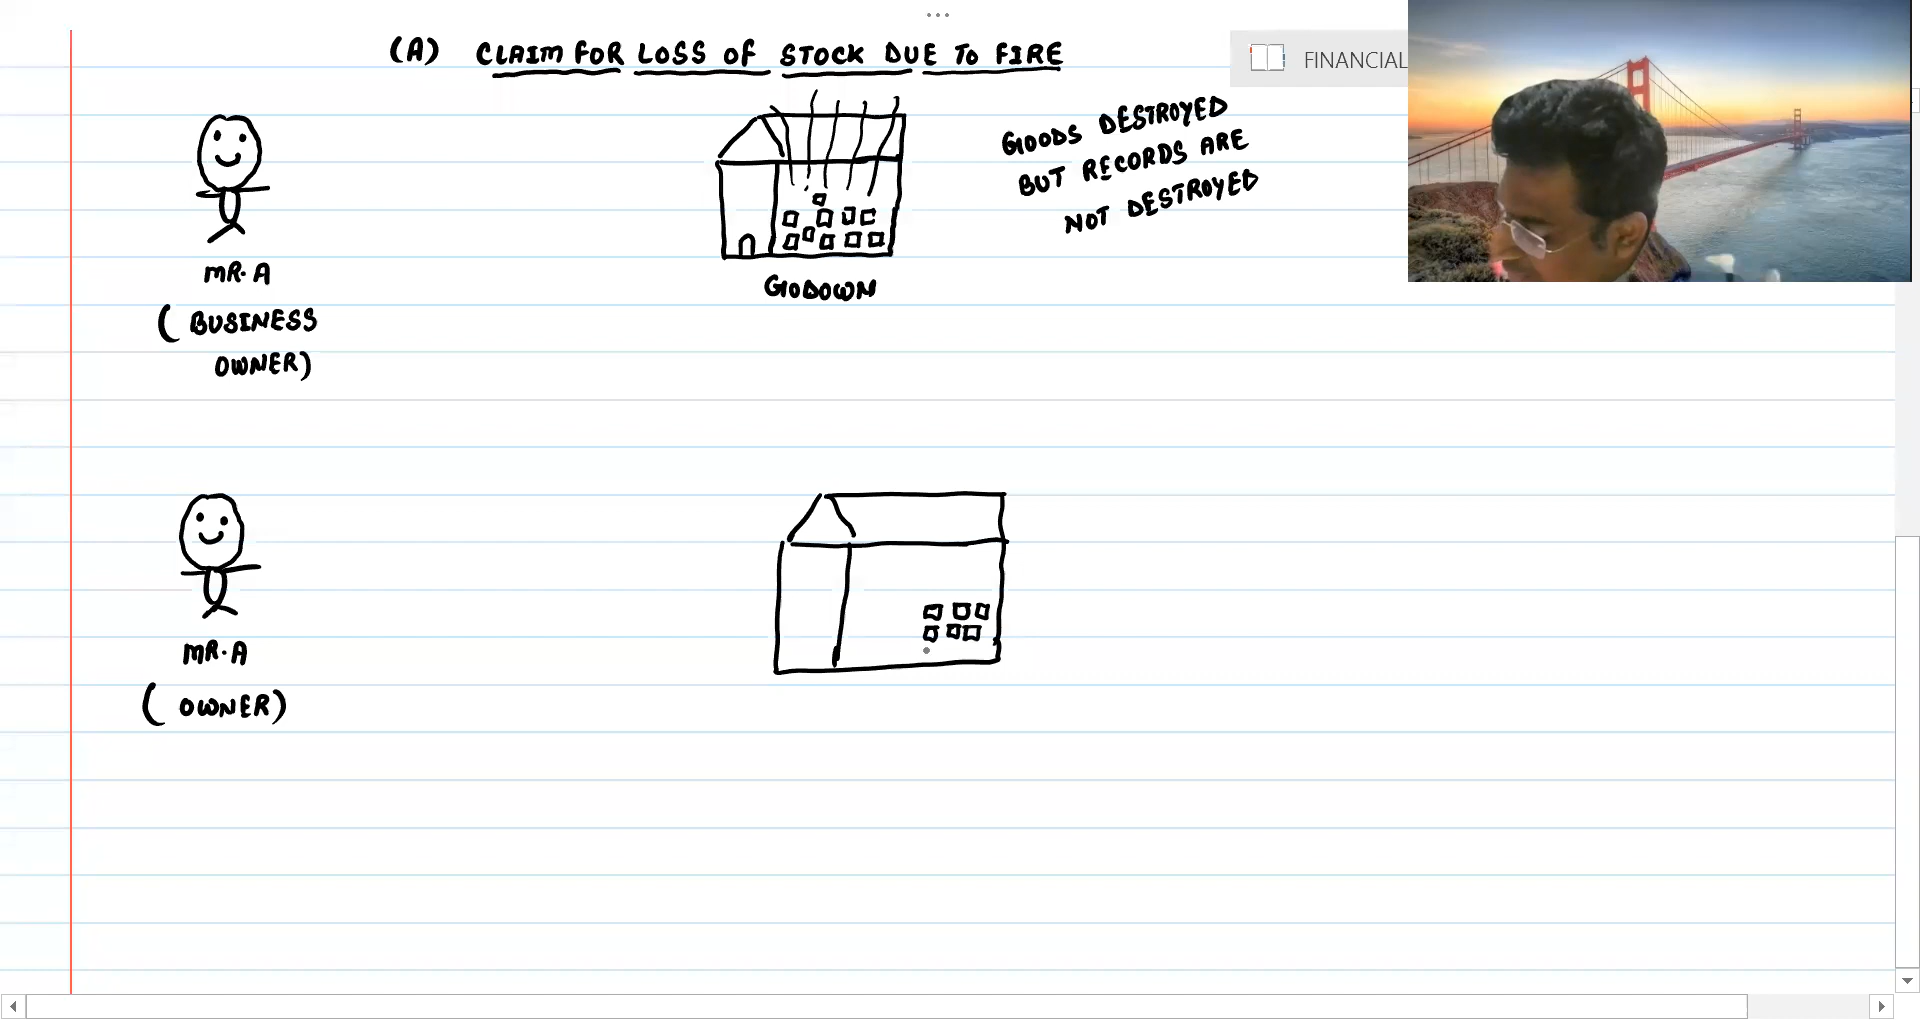 (A) CLAIM FOR LOSS OF STOCK DUE TO FIRE
FINANCIAL
GOODS DESTROYED
BUT RECORDS ARE
NOT DESTROYED
MR. A
(BUSINESS
OWNER)
GODOWN
MR. A
(OWNER)